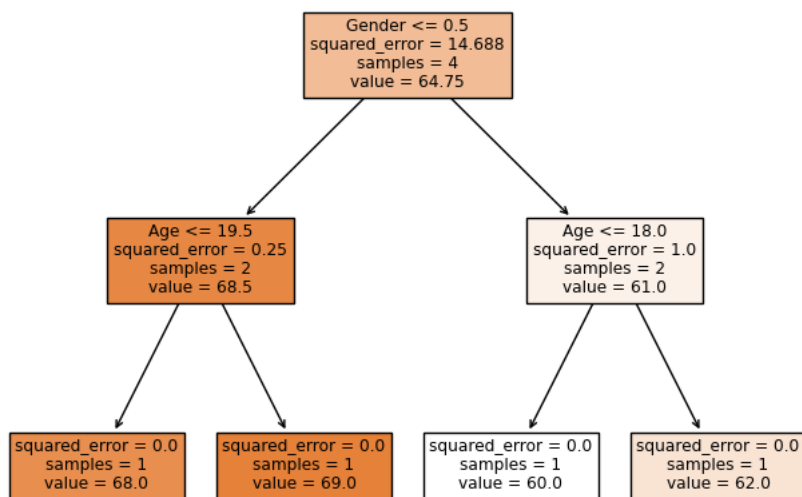 Gender <= 0.5
squared_error = 14.688
samples = 4
value = 64.75
Age <= 19.5
squared_error = 0.25
samples = 2
value = 68.5
Age <= 18.0
squared_error = 1.0
samples = 2
value = 61.0
squared_error = 0.0
samples = 1
value = 68.0
squared_error = 0.0
samples = 1
value = 69.0
squared_error = 0.0
samples = 1
value = 60.0
squared_error = 0.0
samples = 1
value = 62.0